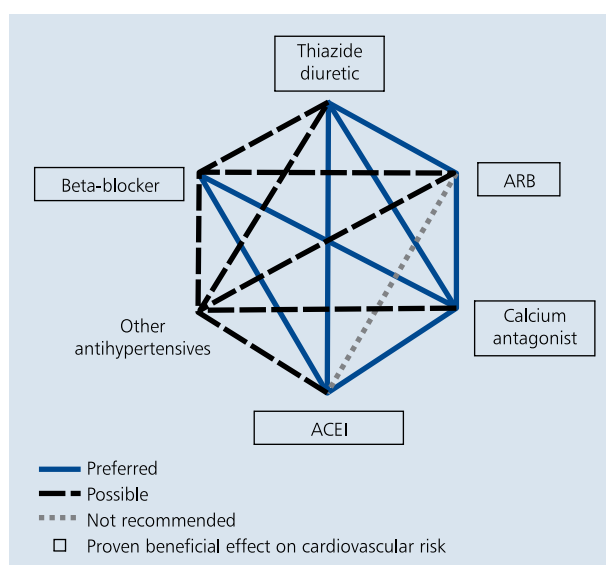 Thiazide
diuretic
Beta-blocker
ARB
Other
antihypertensives
Calcium
antagonist
ACEI
Preferred
Possible
Not recommended
Proven beneficial effect on cardiovascular risk